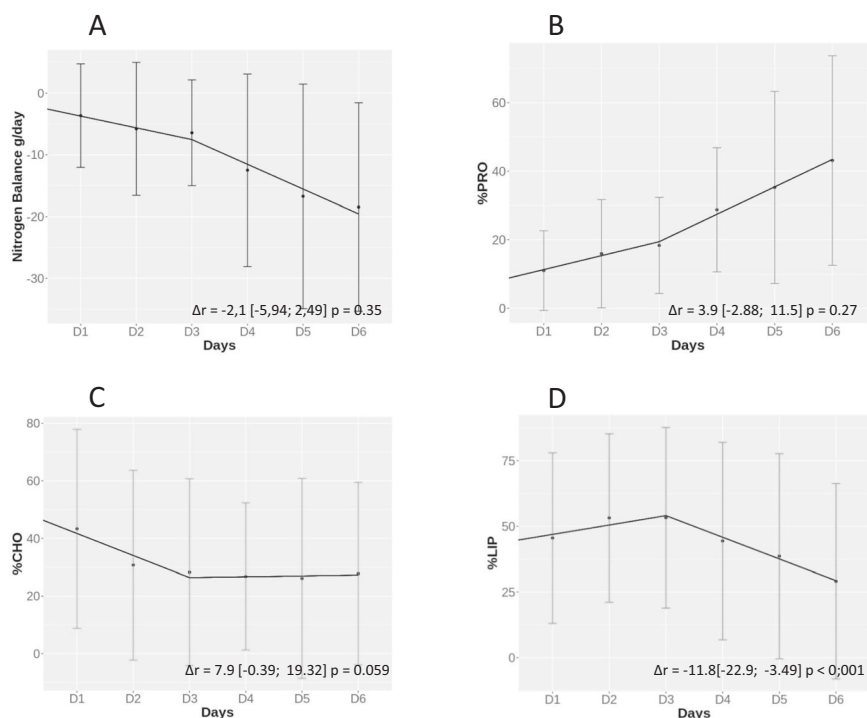 A
Nitrogen Balance g/day
0
-10
-20
-30
Δr = -2,1 [-5,94; 2,49] p = 0.35
D1 D2 D3 D4 D5 D6
Days
B
%PRO
60
40
20
0
Δr = 3.9 [-2.88; 11.5] p = 0.27
D1 D2 D3 D4 D5 D6
Days
C
%CHO
80
60
40
20
0
Δr = 7.9 [-0.39; 19.32] p = 0.059
D1 D2 D3 D4 D5 D6
Days
D
%LIP
75
50
25
0
Δr = -11.8[-22.9; -3.49] p < 0;001
D1 D2 D3 D4 D5 D6
Days